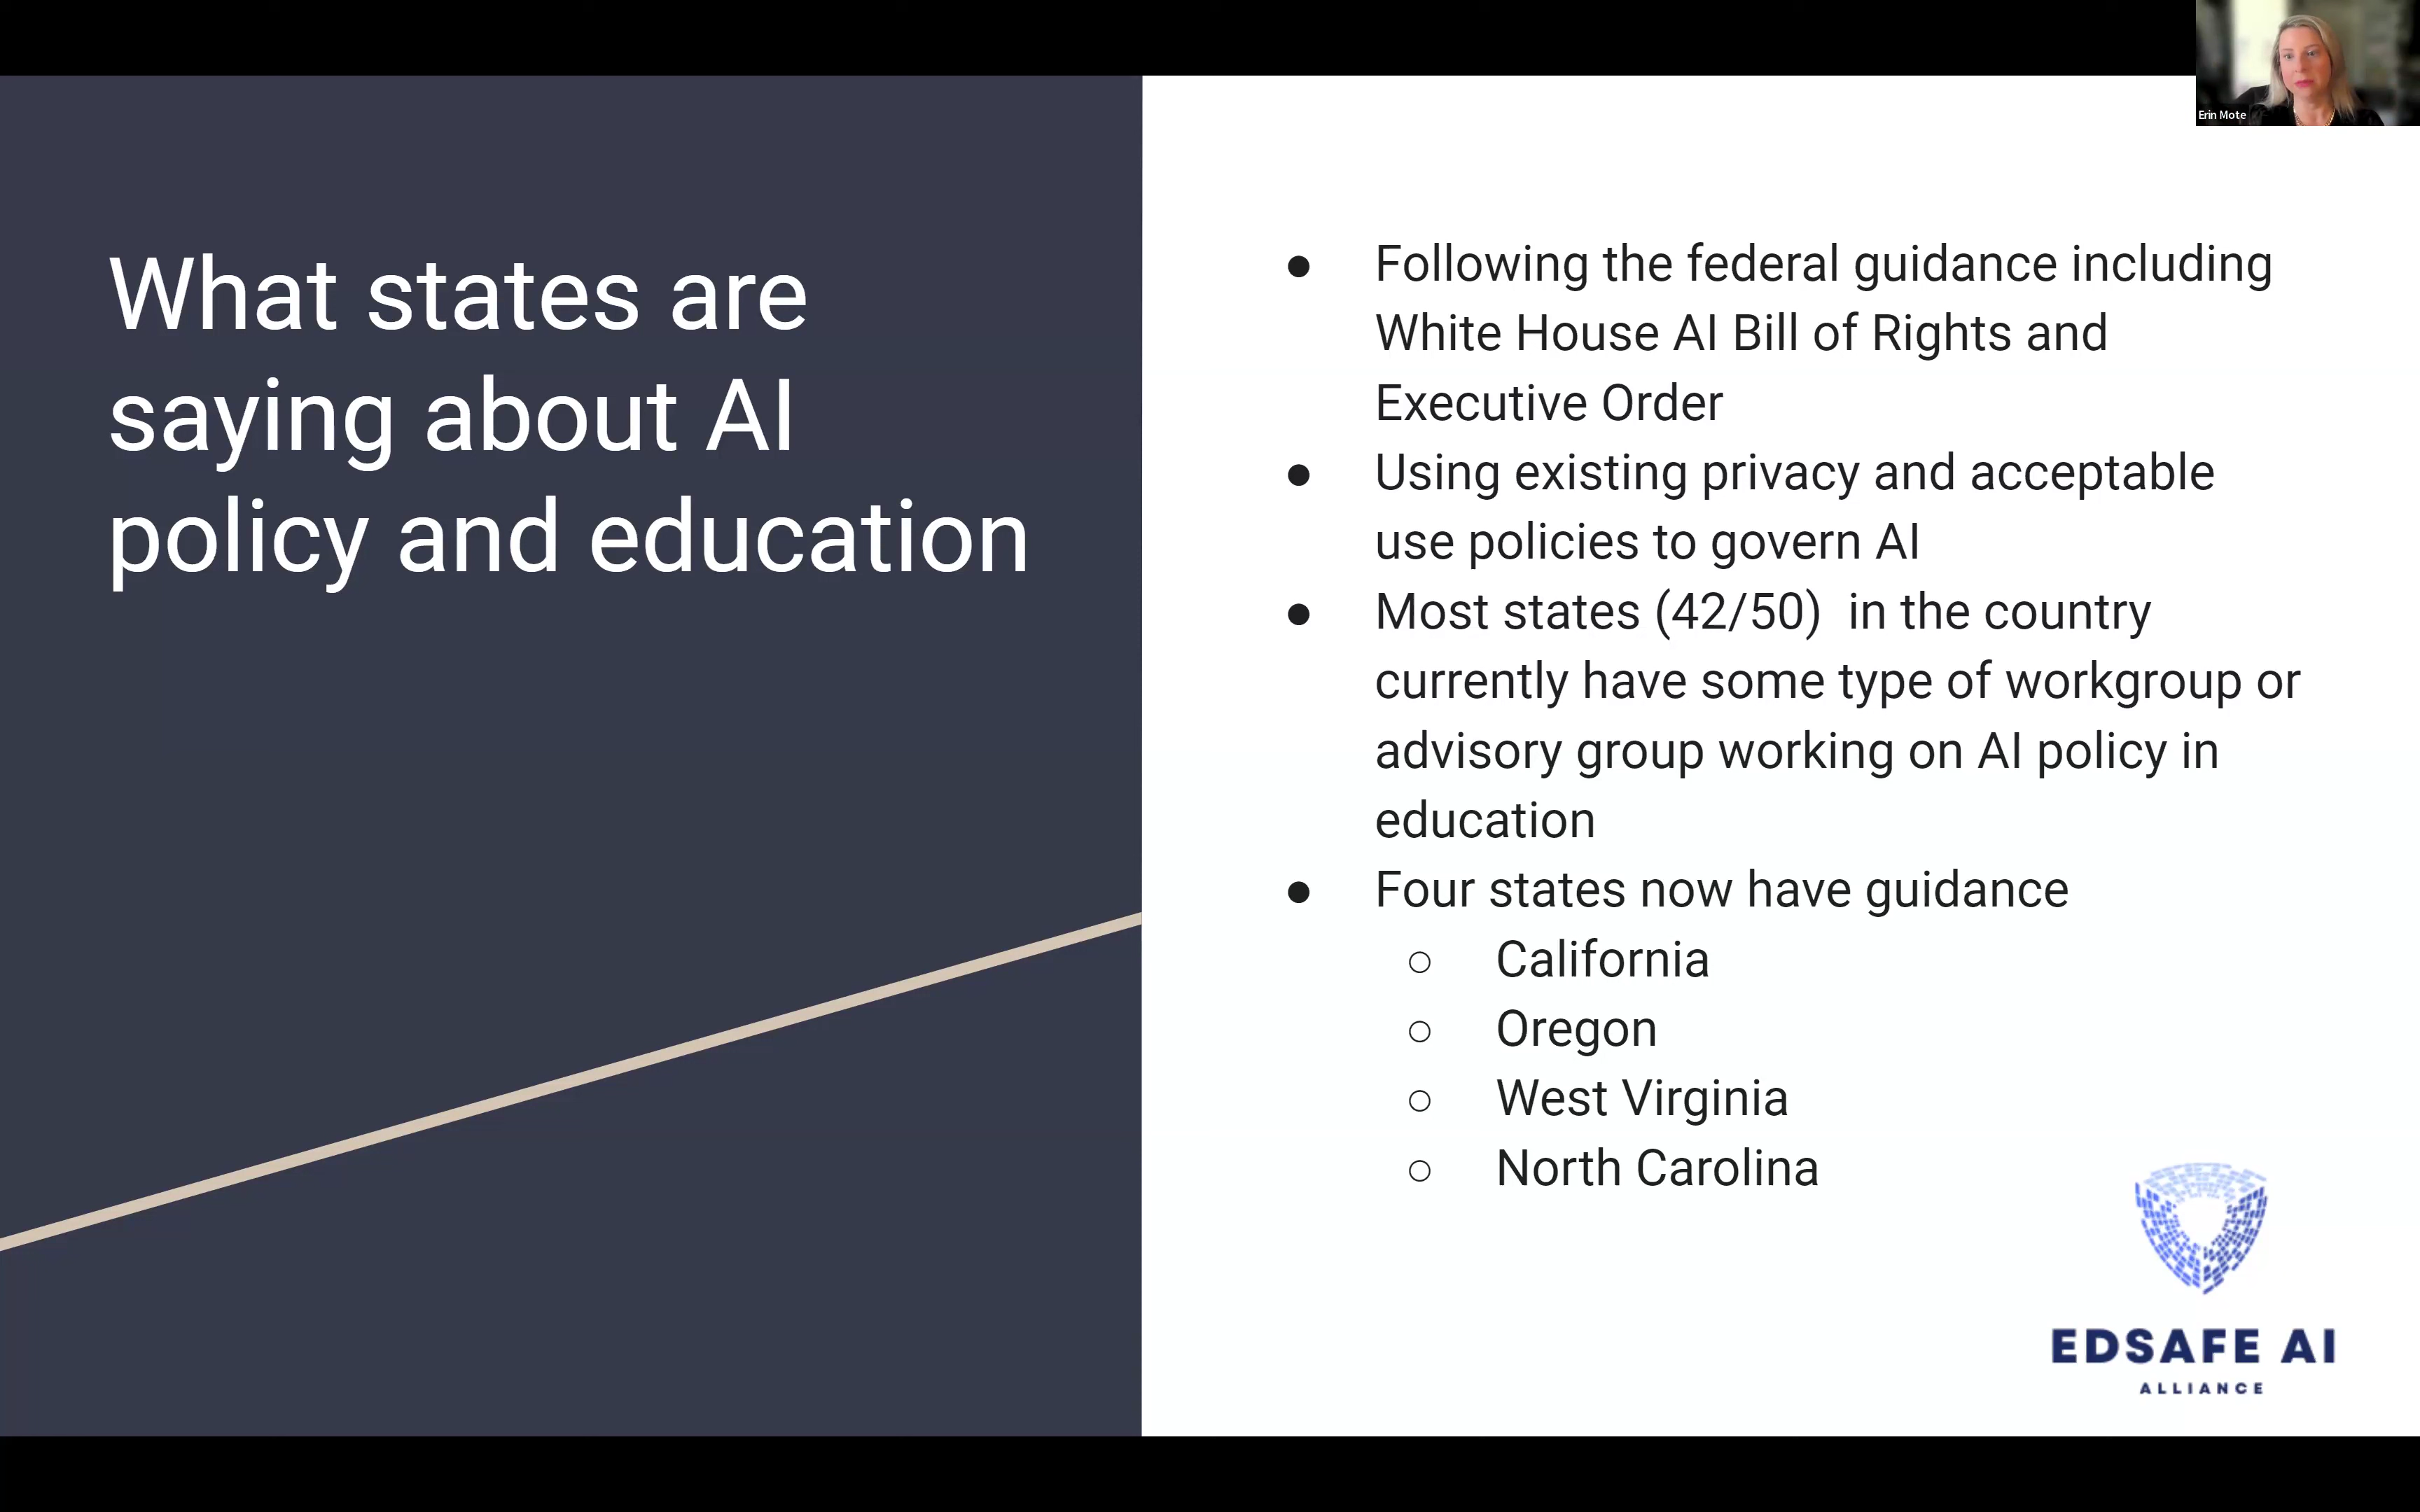 Erin Mote
What states are
saying about AI
policy and education
● Following the federal guidance including
White House AI Bill of Rights and
Executive Order
● Using existing privacy and acceptable
use policies to govern AI
● Most states (42/50)  in the country
currently have some type of workgroup or
advisory group working on AI policy in
education
● Four states now have guidance
○ California
○ Oregon
○ West Virginia
○ North Carolina
EDSAFE AI
ALLIANCE